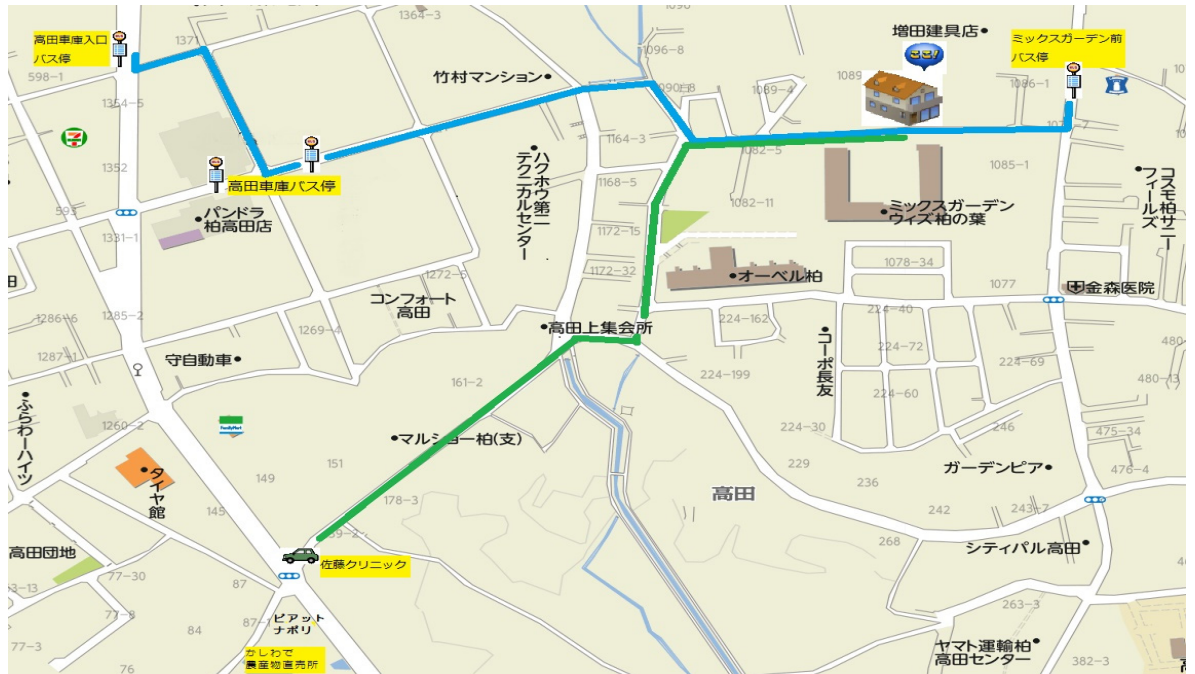 高田車庫入口
バス停
1371
1364-3
1096-8
1090-8
増田建具店
ここ!
ミックスガーデン前
バス停
598-1
1354-5
竹村マンション
1089-4
1086-1
1352
1164-3
1082-5
1085-1
高田車庫バス停
ハクホウ第二
テクニカルセンター
1168-5
1082-11
ミックスガーデン
ウィズ柏の葉
コスモ柏サニー
フィールズ
593
パンドラ
柏高田店
1331-1
1172-15
1172-32
オーベル柏
1078-34
1077
金森医院
1272-5
コンフォート
高田
1285-2
1286-6
1269-4
高田上集会所
224-162
224-40
コーポ長友
224-72
224-69
1287-1
守自動車
161-2
224-199
224-60
480-13
ふらわーハイツ
1260-2
FamilyMart
マルショー柏(支)
224-30
246
475-34
タイヤ館
149
151
178-3
高田
229
ガーデンピア
476-4
236
145
242
243-7
高田団地
佐藤クリニック
268
シティパル高田
77-30
87
77-8
ピアット
ナポリ
263-3
77-3
84
かしわで
農産物直売所
ヤマト運輸柏
高田センター
76
382-3